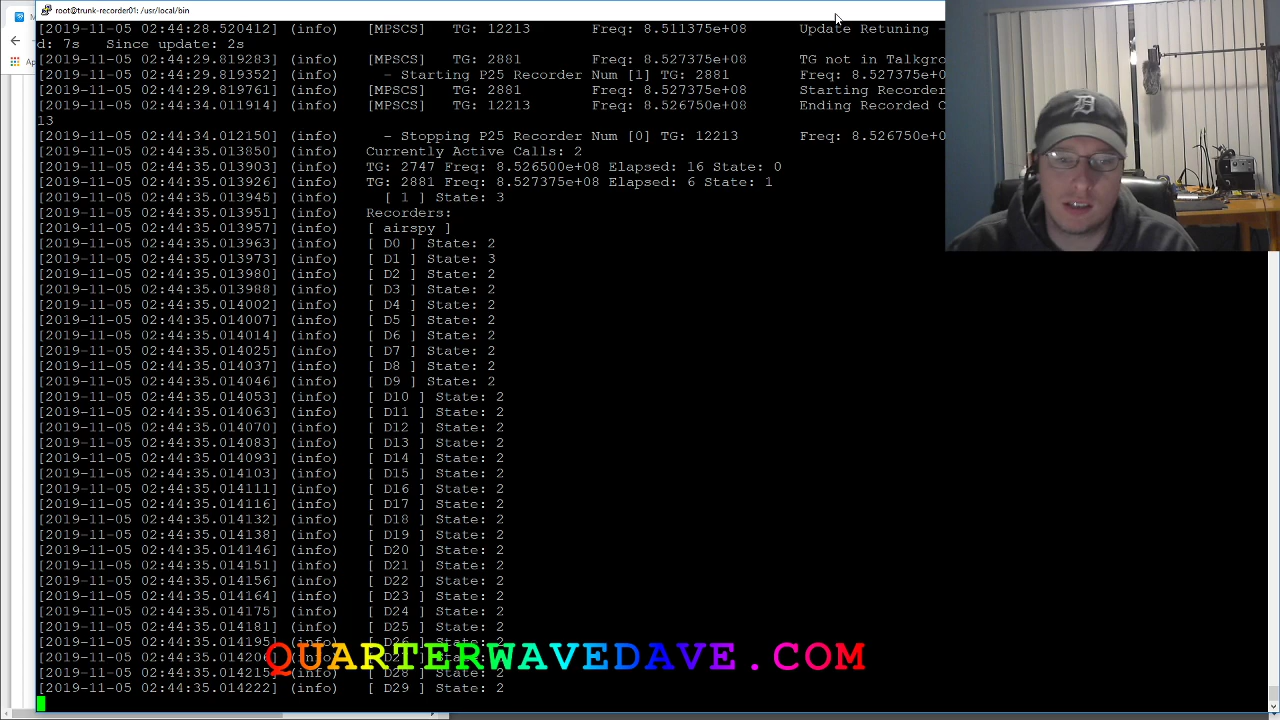 root@trunk-recorder01: /usr/local/bin
[2019-11-05 02:44:28.520412] (info) [MPSCS] TG: 12213 Freq: 8.511375e+08 Update Retuning -
d: 7s Since update: 2s
[2019-11-05 02:44:29.819283] (info) [MPSCS] TG: 2881 Freq: 8.527375e+08 TG not in Talkgro
[2019-11-05 02:44:29.819352] (info) - Starting P25 Recorder Num [1] TG: 2881 Freq: 8.
[2019-11-05 02:44:29.819761] (info) [MPSCS] TG: 2881 Freq: 8.527375e+08 Starting Recorder
[2019-11-05 02:44:34.011914] (info) [MPSCS] TG: 12213 Freq: 8.526750e+08 Ending Recorded C
13
[2019-11-05 02:44:34.012150] (info) - Stopping P25 Recorder Num [0] TG: 12213 Freq: 8.526750e+0
[2019-11-05 02:44:35.013850] (info) Currently Active Calls: 2
[2019-11-05 02:44:35.013903] (info) TG: 2747 Freq: 8.526500e+08 Elapsed: 16 State: 0
[2019-11-05 02:44:35.013926] (info) TG: 2881 Freq: 8.527375e+08 Elapsed: 6 State: 1
[2019-11-05 02:44:35.013945] (info) [ 1 ] State: 3
[2019-11-05 02:44:35.013951] (info) Recorders:
[2019-11-05 02:44:35.013957] (info) [ airspy ]
[2019-11-05 02:44:35.013963] (info) [ D0 ] State: 2
[2019-11-05 02:44:35.013973] (info) [ D1 ] State: 3
[2019-11-05 02:44:35.013980] (info) [ D2 ] State: 2
[2019-11-05 02:44:35.013988] (info) [ D3 ] State: 2
[2019-11-05 02:44:35.014002] (info) [ D4 ] State: 2
[2019-11-05 02:44:35.014007] (info) [ D5 ] State: 2
[2019-11-05 02:44:35.014014] (info) [ D6 ] State: 2
[2019-11-05 02:44:35.014025] (info) [ D7 ] State: 2
[2019-11-05 02:44:35.014037] (info) [ D8 ] State: 2
[2019-11-05 02:44:35.014046] (info) [ D9 ] State: 2
[2019-11-05 02:44:35.014053] (info) [ D10 ] State: 2
[2019-11-05 02:44:35.014063] (info) [ D11 ] State: 2
[2019-11-05 02:44:35.014070] (info) [ D12 ] State: 2
[2019-11-05 02:44:35.014083] (info) [ D13 ] State: 2
[2019-11-05 02:44:35.014093] (info) [ D14 ] State: 2
[2019-11-05 02:44:35.014103] (info) [ D15 ] State: 2
[2019-11-05 02:44:35.014111] (info) [ D16 ] State: 2
[2019-11-05 02:44:35.014116] (info) [ D17 ] State: 2
[2019-11-05 02:44:35.014132] (info) [ D18 ] State: 2
[2019-11-05 02:44:35.014138] (info) [ D19 ] State: 2
[2019-11-05 02:44:35.014146] (info) [ D20 ] State: 2
[2019-11-05 02:44:35.014151] (info) [ D21 ] State: 2
[2019-11-05 02:44:35.014156] (info) [ D22 ] State: 2
[2019-11-05 02:44:35.014164] (info) [ D23 ] State: 2
[2019-11-05 02:44:35.014175] (info) [ D24 ] State: 2
[2019-11-05 02:44:35.014181] (info) [ D25 ] State: 2
[2019-11-05 02:44:35.014195] (info) [ D26 ] State: 2
QUARTERWAVEDAVE.COM
[2019-11-05 02:44:35.014215] [ D28 ] State: 2
[2019-11-05 02:44:35.014222] (info) [ D29 ] State: 2